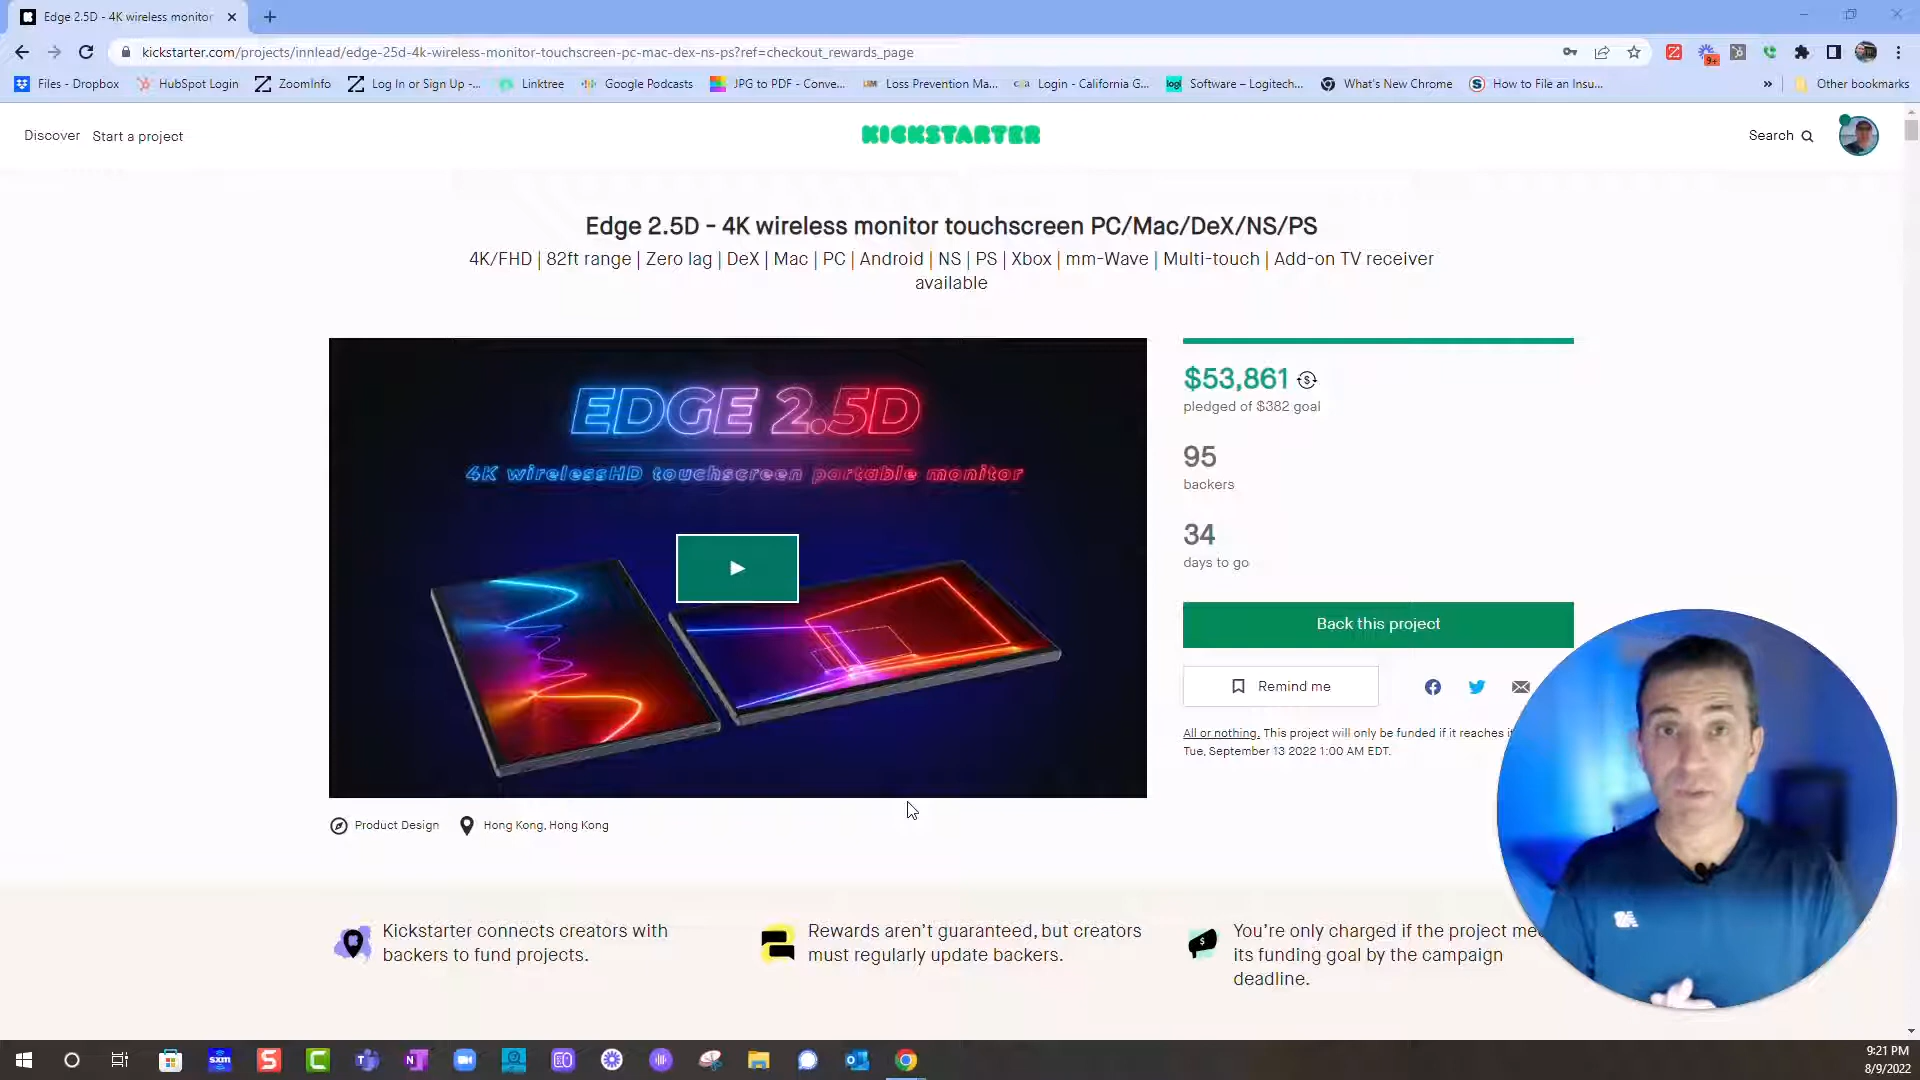 Edge 2.5D - 4K wireless monitor
kickstarter.com/projects/innlead/edge-25d-4k-wireless-monitor-touchscreen-pc-mac-dex-ns-ps?ref=checkout_rewards_page
9+
Files - Dropbox
HubSpot Login
ZoomInfo
Log In or Sign Up -...
Linktree
Google Podcasts
JPG to PDF - Conve...
Loss Prevention Ma...
Login - California G...
logi
Software – Logitech...
What's New Chrome
How to File an Insu...
»
Other bookmarks
Discover
Start a project
KICKSTARTER
Search
Edge 2.5D - 4K wireless monitor touchscreen PC/Mac/DeX/NS/PS
4K/FHD | 82ft range | Zero lag | DeX | Mac | PC | Android | NS | PS | Xbox | mm-Wave | Multi-touch | Add-on TV receiver
available
EDGE 2.5D
4K wirelessHD touchscreen portable monitor
$53,861
pledged of $382 goal
95
backers
34
days to go
Back this project
Remind me
All or nothing. This project will only be funded if it reaches
Tue, September 13 2022 1:00 AM EDT.
Product Design
Hong Kong, Hong Kong
Kickstarter connects creators with
backers to fund projects.
Rewards aren't guaranteed, but creators
must regularly update backers.
You're only charged if the project
its funding goal by the campaign
deadline.
sxm
9:21 PM
8/9/2022